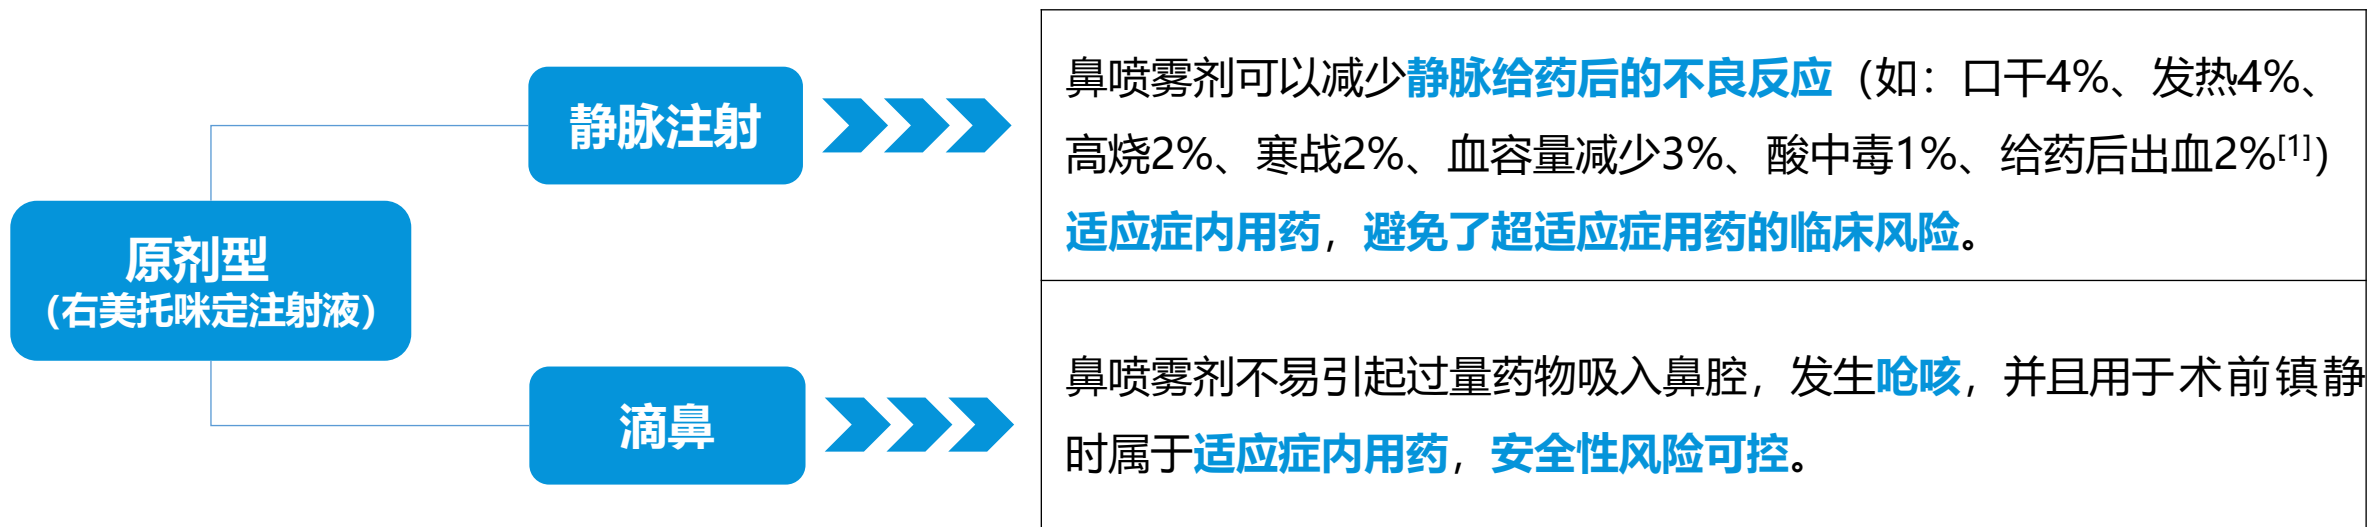 原剂型
（右美托咪定注射液）
静脉注射
鼻喷雾剂可以减少静脉给药后的不良反应（如：口干4%、发热4%、
高烧2%、寒战2%、血容量减少3%、酸中毒1%、给药后出血2%[1]）
适应症内用药，避免了超适应症用药的临床风险。
滴鼻
鼻喷雾剂不易引起过量药物吸入鼻腔，发生呛咳，并且用于术前镇静
时属于适应症内用药，安全性风险可控。